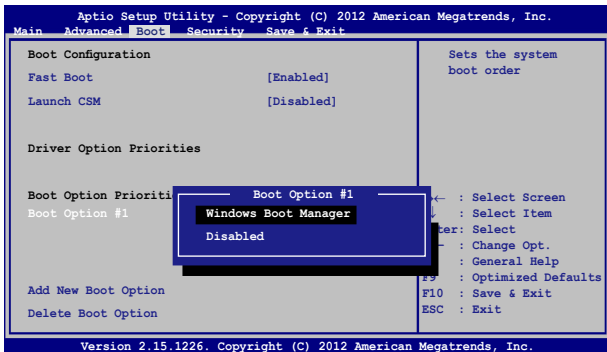 Aptio Setup Utility - Copyright (C) 2012 American Megatrends, Inc.
Main Advanced Boot Security Save & Exit
Boot Configuration
Fast Boot [Enabled]
Launch CSM [Disabled]
Driver Option Priorities
Boot Option Prioriti
Boot Option #1
Boot Option #1
Windows Boot Manager
Disabled
Add New Boot Option
Delete Boot Option
Sets the system
boot order
→← : Select Screen
↓ : Select Item
ter: Select
- : Change Opt.
: General Help
F9 : Optimized Defaults
F10 : Save & Exit
ESC : Exit
Version 2.15.1226. Copyright (C) 2012 American Megatrends, Inc.